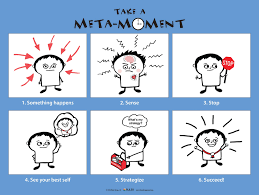 TAKE A
META-MOMENT
STOP
1. Something happens
2. Sense
3. Stop
What's my strategy?
4. See your best self
5. Strategize
6. Succeed!